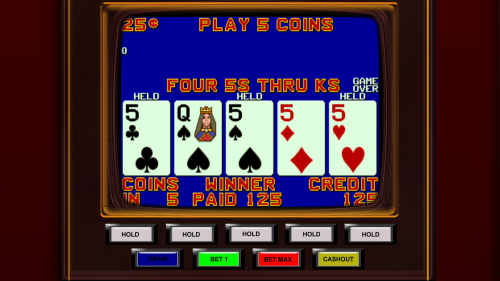 25¢ PLAY 5 COINS
0
FOUR 5S THRU KS GAME OVER
HELD HELD HELD
5 Q 5 5 5
COINS WINNER CREDIT
IN 5 PAID 125 125
HOLD HOLD HOLD HOLD HOLD
BET 1 BET MAX CASHOUT